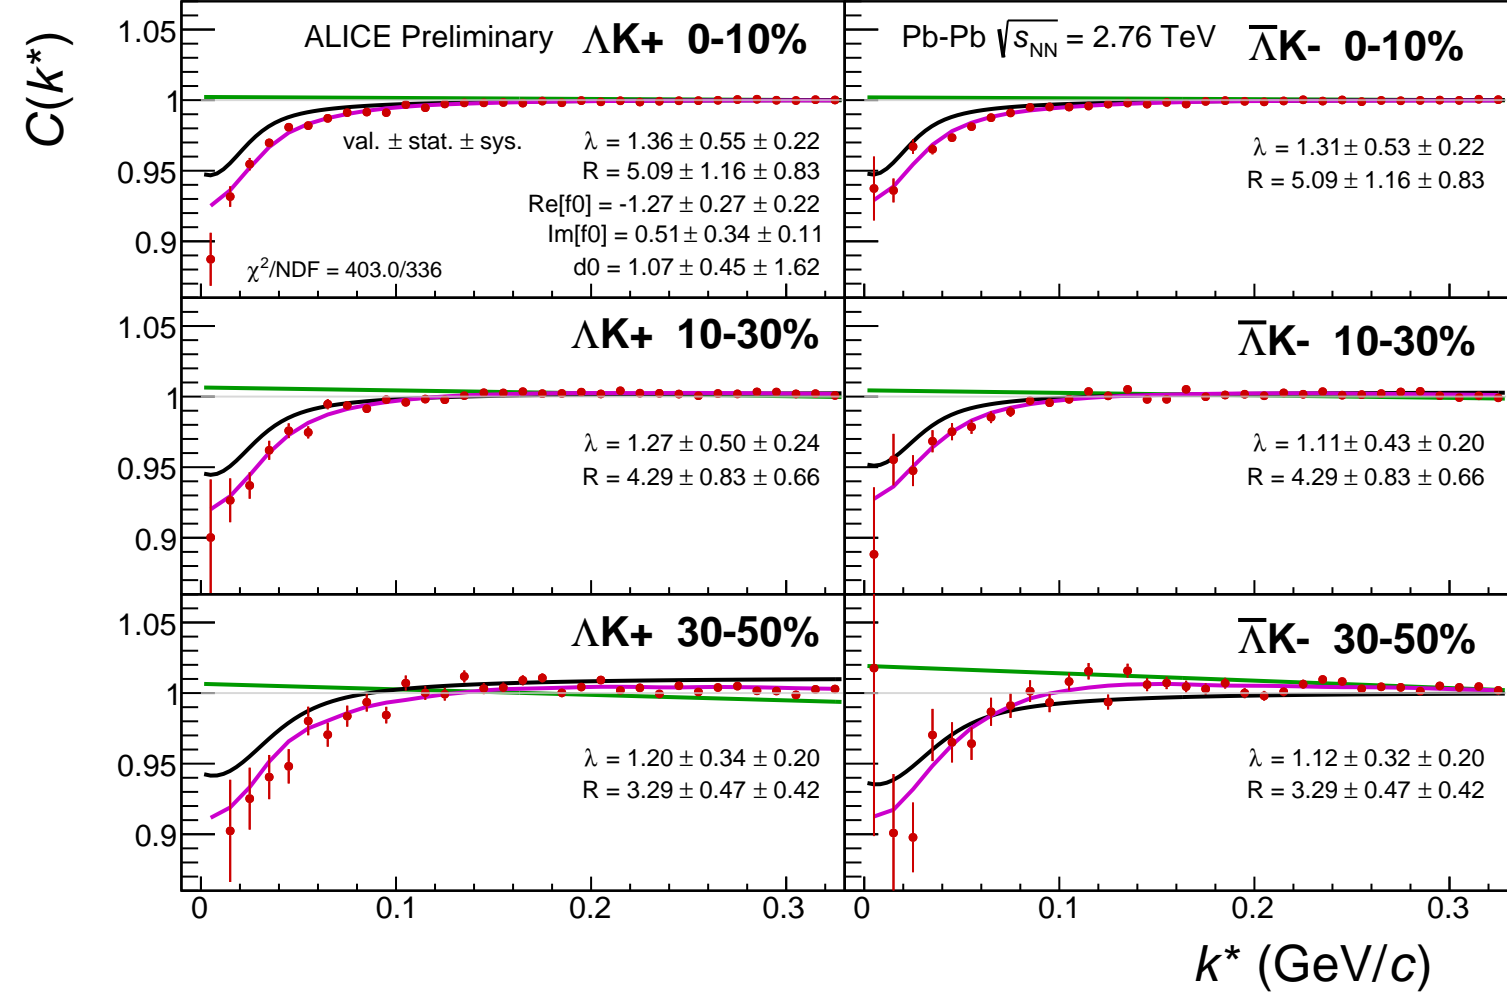 C(k*)
ALICE Preliminary ΛK+ 0-10%
val. ± stat. ± sys.
λ = 1.36 ± 0.55 ± 0.22
R = 5.09 ± 1.16 ± 0.83
Re[f0] = -1.27 ± 0.27 ± 0.22
Im[f0] = 0.51 ± 0.34 ± 0.11
d0 = 1.07 ± 0.45 ± 1.62
χ²/NDF = 403.0/336
1.05
1
0.95
0.9
Pb-Pb √s_NN = 2.76 TeV Λ̅K- 0-10%
λ = 1.31 ± 0.53 ± 0.22
R = 5.09 ± 1.16 ± 0.83
ΛK+ 10-30%
λ = 1.27 ± 0.50 ± 0.24
R = 4.29 ± 0.83 ± 0.66
1.05
1
0.95
0.9
Λ̅K- 10-30%
λ = 1.11 ± 0.43 ± 0.20
R = 4.29 ± 0.83 ± 0.66
ΛK+ 30-50%
λ = 1.20 ± 0.34 ± 0.20
R = 3.29 ± 0.47 ± 0.42
1.05
1
0.95
0.9
Λ̅K- 30-50%
λ = 1.12 ± 0.32 ± 0.20
R = 3.29 ± 0.47 ± 0.42
0 0.1 0.2 0.3 0 0.1 0.2 0.3
k* (GeV/c)